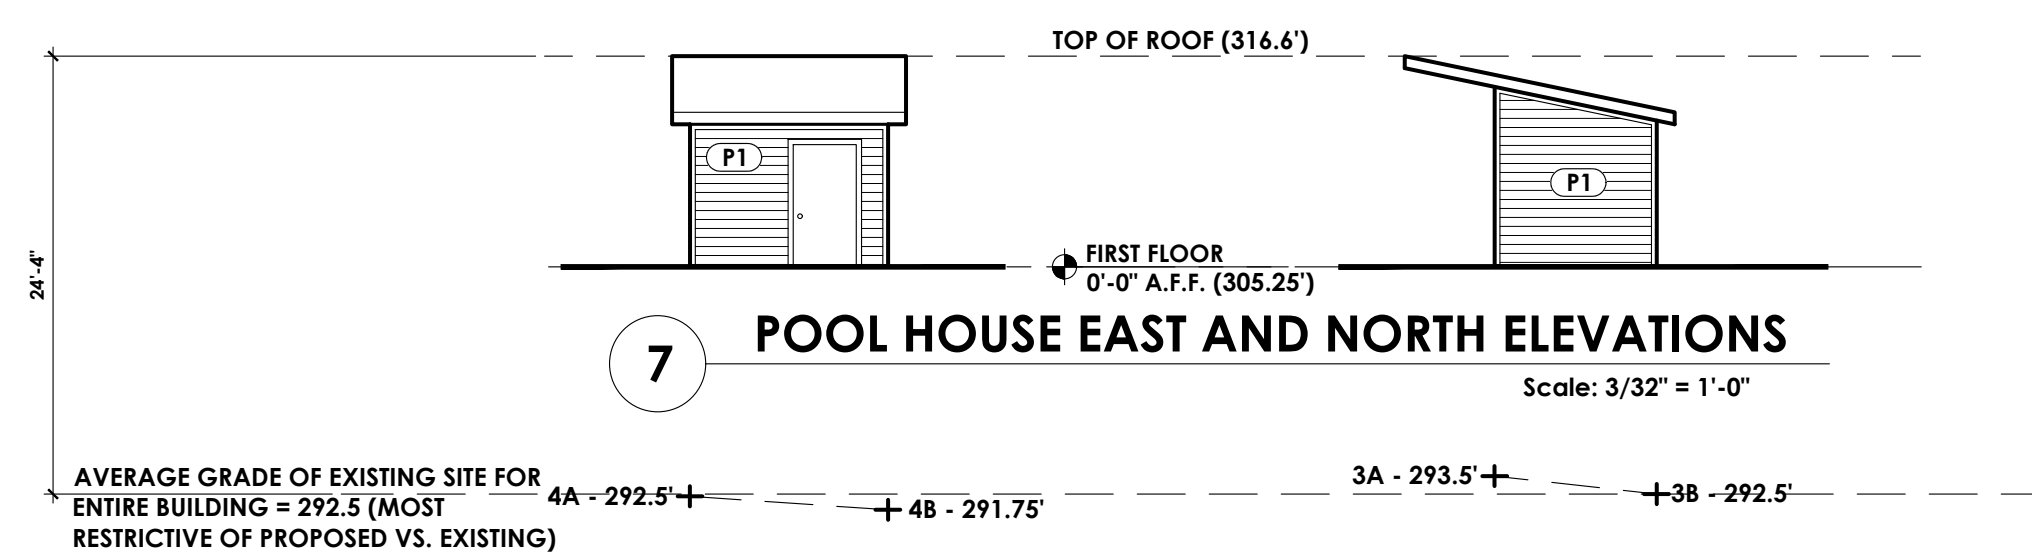 TOP OF ROOF (316.6')
P1
P1
24'-4"
FIRST FLOOR
0'-0" A.F.F. (305.25')
7
POOL HOUSE EAST AND NORTH ELEVATIONS
Scale: 3/32" = 1'-0"
AVERAGE GRADE OF EXISTING SITE FOR
ENTIRE BUILDING = 292.5 (MOST
RESTRICTIVE OF PROPOSED VS. EXISTING)
4A - 292.5'
4B - 291.75'
3A - 293.5'
3B - 292.5'